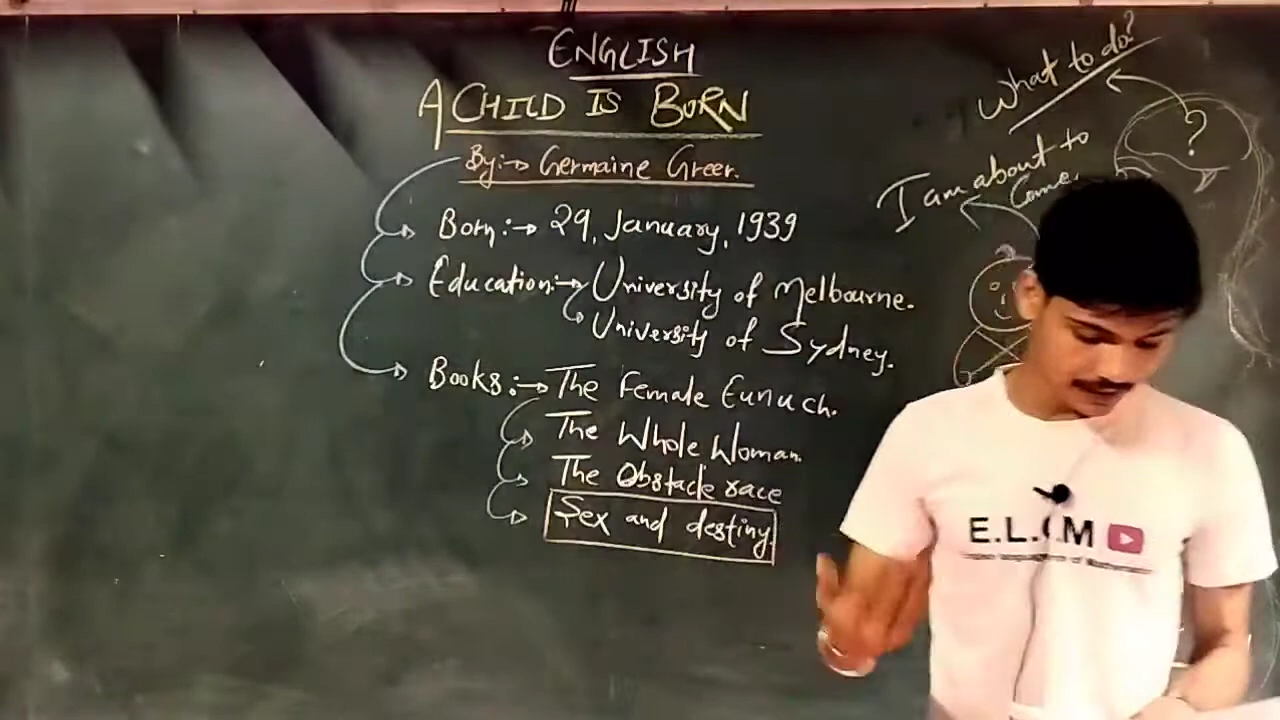 ENGLISH
A CHILD IS BORN
By:→ Germaine Greer.
Born:→ 29, January, 1939
Education:→ University of Melbourne.
University of Sydney.
Books:→ The Female Eunuch.
The Whole Woman.
The Obstacle race
Sex and destiny.
What to do?
?
I am about to
Come.
E.L. M